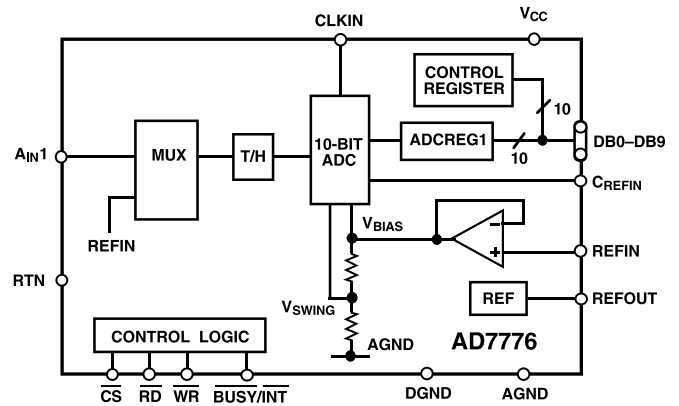 CLKIN
VCC
CONTROL
REGISTER
10
AIN1
MUX
T/H
10-BIT
ADC
ADCREG1
10
DB0–DB9
CREFIN
REFIN
VBIAS
–
+
REFIN
RTN
VSWING
REF
REFOUT
CONTROL LOGIC
AGND
AD7776
CS
RD
WR
BUSY/INT
DGND
AGND